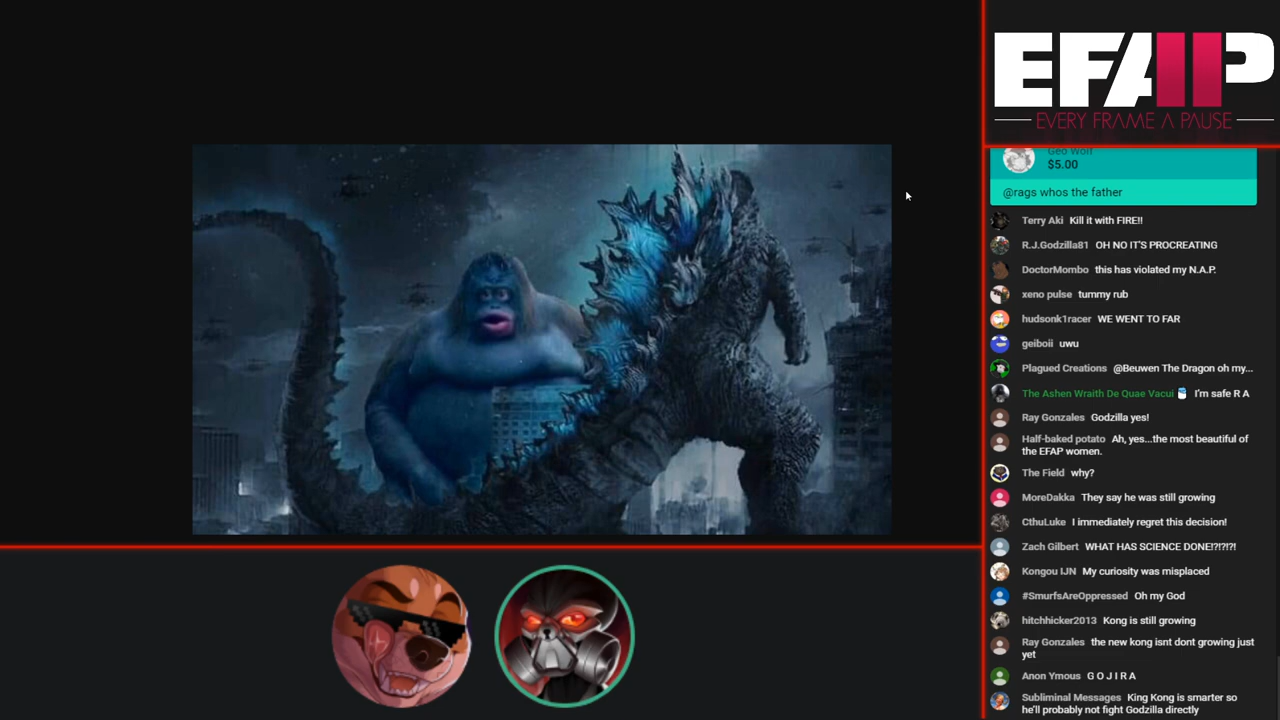 EFAP
EVERY FRAME A PAUSE
Geo Wolf
$5.00
@rags whos the father
Terry Aki Kill it with FIRE!!
R.J.Godzilla81 OH NO IT'S PROCREATING
DoctorMombo this has violated my N.A.P.
xeno pulse tummy rub
hudsonk1racer WE WENT TO FAR
geiboii uwu
Plagued Creations @Beuwen The Dragon oh my...
The Ashen Wraith De Quae Vacui I'm safe R A
Ray Gonzales Godzilla yes!
Half-baked potato Ah, yes...the most beautiful of
the EFAP women.
The Field why?
MoreDakka They say he was still growing
CthuLuke I immediately regret this decision!
Zach Gilbert WHAT HAS SCIENCE DONE!?!?!?!
Kongou IJN My curiosity was misplaced
#SmurfsAreOppressed Oh my God
hitchhicker2013 Kong is still growing
Ray Gonzales the new kong isnt dont growing just
yet
Anon Ymous G O J I R A
Subliminal Messages King Kong is smarter so
he'll probably not fight Godzilla directly